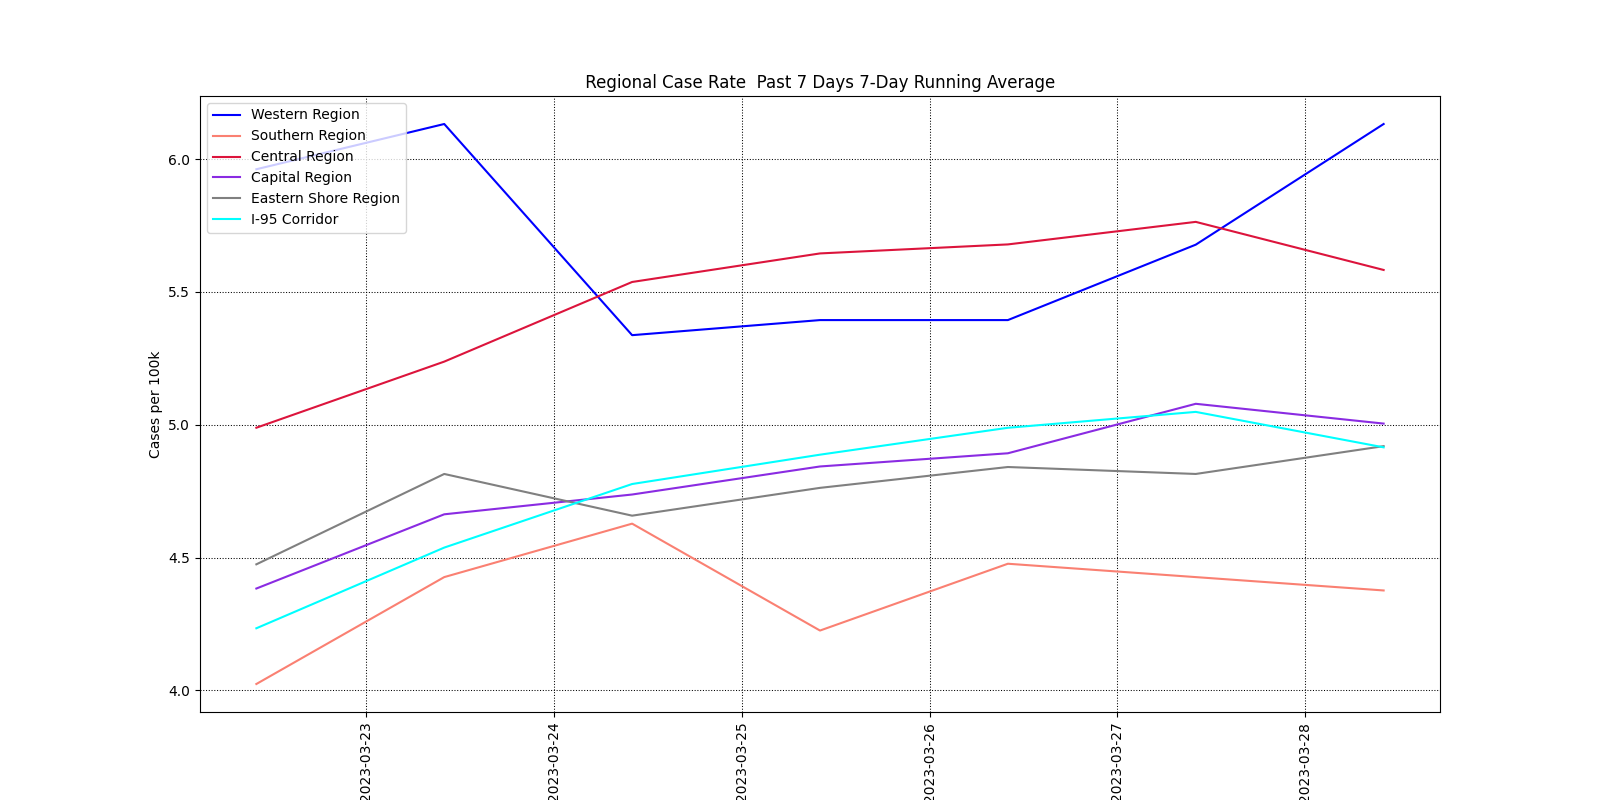 Regional Case Rate  Past 7 Days 7-Day Running Average
Western Region
Southern Region
Central Region
Capital Region
Eastern Shore Region
I-95 Corridor
Cases per 100k
6.0
5.5
5.0
4.5
4.0
2023-03-23
2023-03-24
2023-03-25
2023-03-26
2023-03-27
2023-03-28